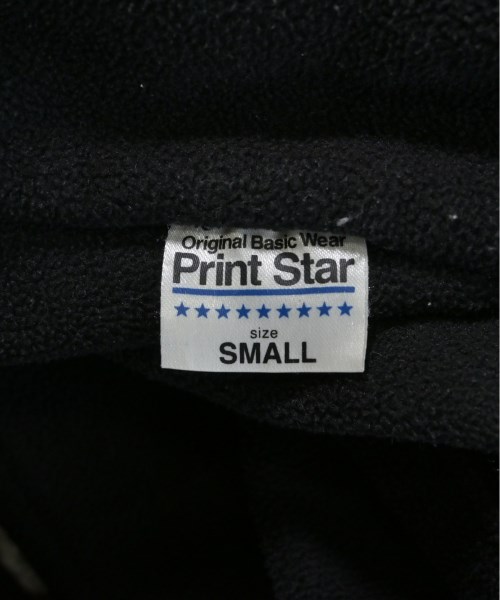 Original Basic Wear
Print Star
size
SMALL